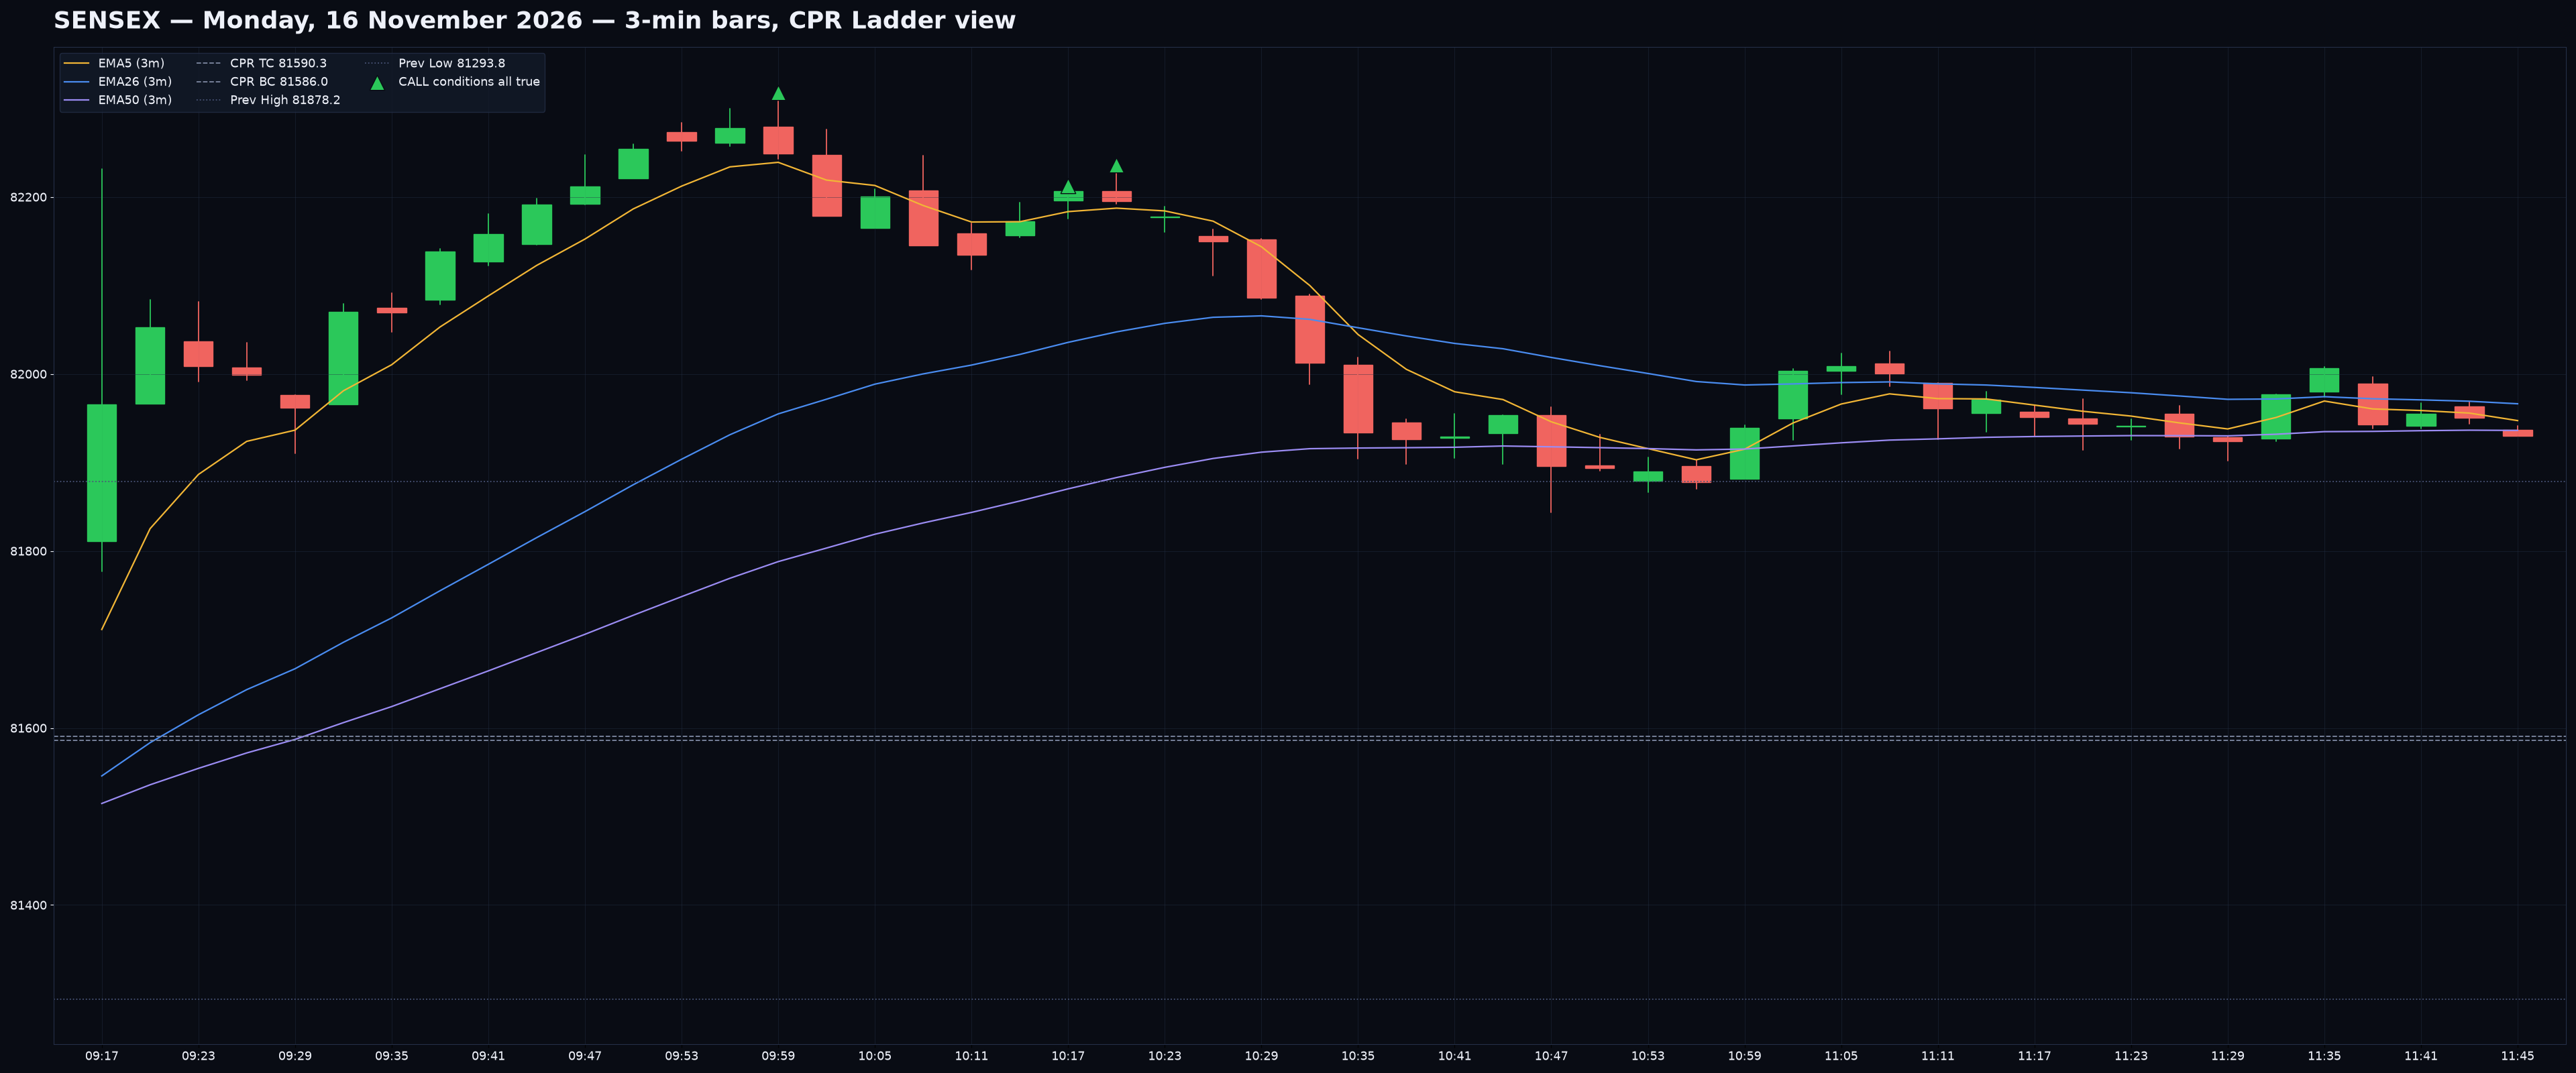 SENSEX — Monday, 16 November 2026 — 3-min bars, CPR Ladder view
EMA5 (3m)
EMA26 (3m)
EMA50 (3m)
CPR TC 81590.3
CPR BC 81586.0
Prev High 81878.2
Prev Low 81293.8
CALL conditions all true
82200
82000
81800
81600
81400
09:17 09:23 09:29 09:35 09:41 09:47 09:53 09:59 10:05 10:11 10:17 10:23 10:29 10:35 10:41 10:47 10:53 10:59 11:05 11:11 11:17 11:23 11:29 11:35 11:41 11:45